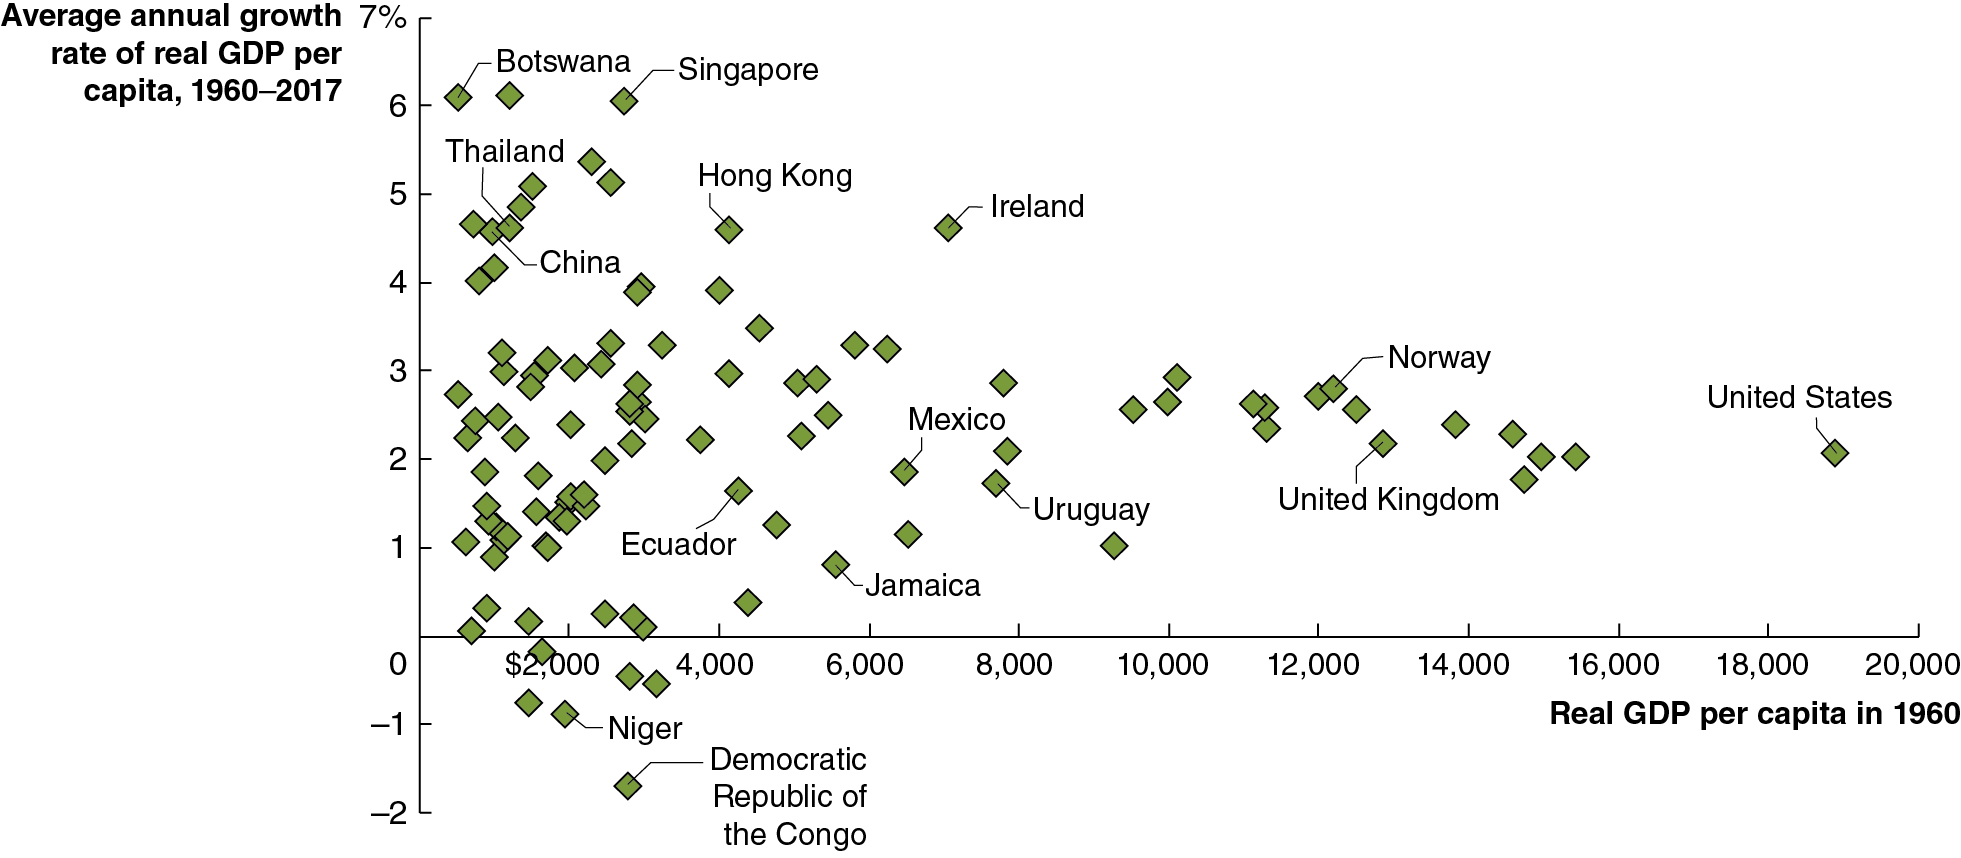 Average annual growth
rate of real GDP per
capita, 1960–2017
7%
6
5
4
3
2
1
0
–1
–2
Botswana
Singapore
Thailand
Hong Kong
Ireland
China
Norway
United States
Mexico
United Kingdom
Uruguay
Ecuador
Jamaica
$2,000 4,000 6,000 8,000 10,000 12,000 14,000 16,000 18,000 20,000
Real GDP per capita in 1960
Niger
Democratic
Republic of
the Congo